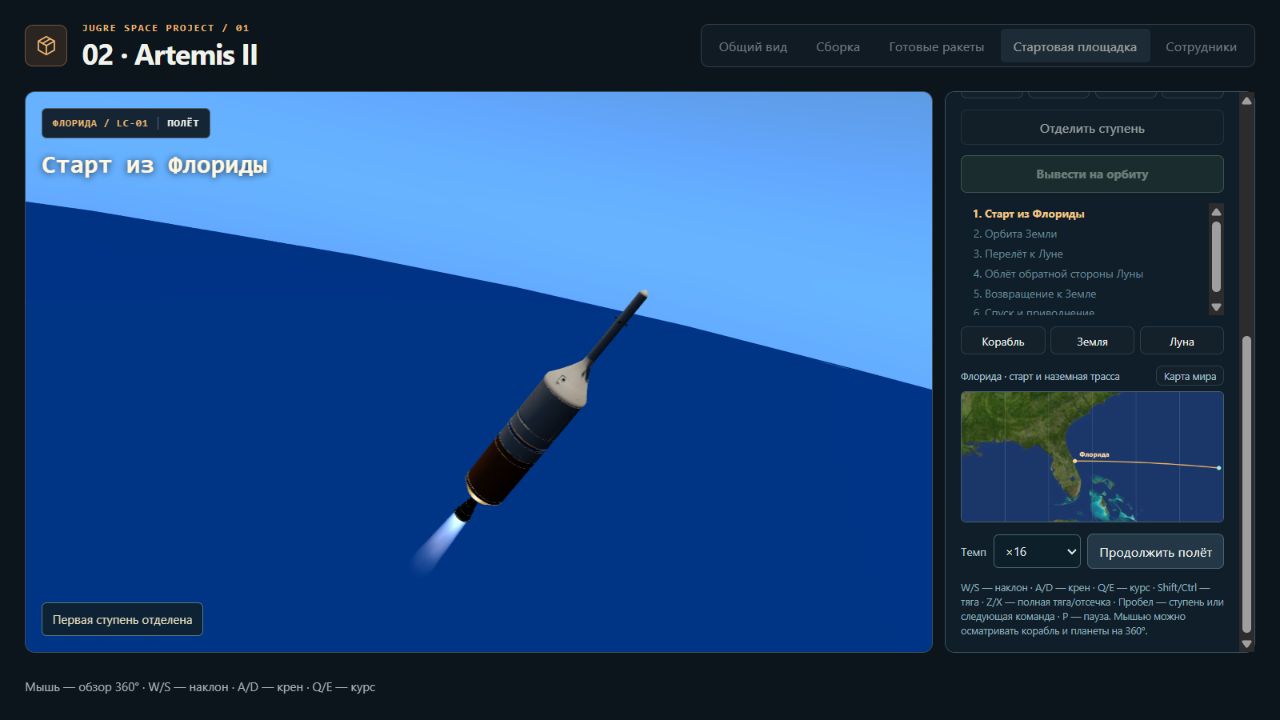 JUGRE SPACE PROJECT / 01
02 · Artemis II
Общий вид
Сборка
Готовые ракеты
Стартовая площадка
Сотрудники
ФЛОРИДА / LC-01 | ПОЛЁТ
Старт из Флориды
Первая ступень отделена
Отделить ступень
Вывести на орбиту
1. Старт из Флориды
2. Орбита Земли
3. Перелёт к Луне
4. Облёт обратной стороны Луны
5. Возвращение к Земле
6. Спуск и приводнение
Корабль
Земля
Луна
Флорида · старт и наземная трасса
Карта мира
Флорида
Темп
×16
Продолжить полёт
W/S — наклон · A/D — крен · Q/E — курс · Shift/Ctrl —
тяга · Z/X — полная тяга/отсечка · Пробел — ступень или
следующая команда · P — пауза. Мышью можно
осматривать корабль и планеты на 360°.
Мышь — обзор 360° · W/S — наклон · A/D — крен · Q/E — курс